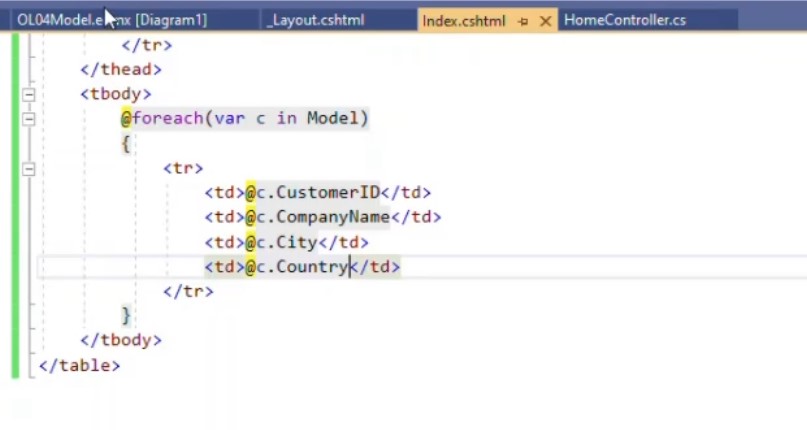 OL04Model.e mx [Diagram1] _Layout.cshtml Index.cshtml HomeController.cs
</tr>
</thead>
<tbody>
@foreach(var c in Model)
{
<tr>
<td>@c.CustomerID</td>
<td>@c.CompanyName</td>
<td>@c.City</td>
<td>@c.Country</td>
</tr>
}
</tbody>
</table>